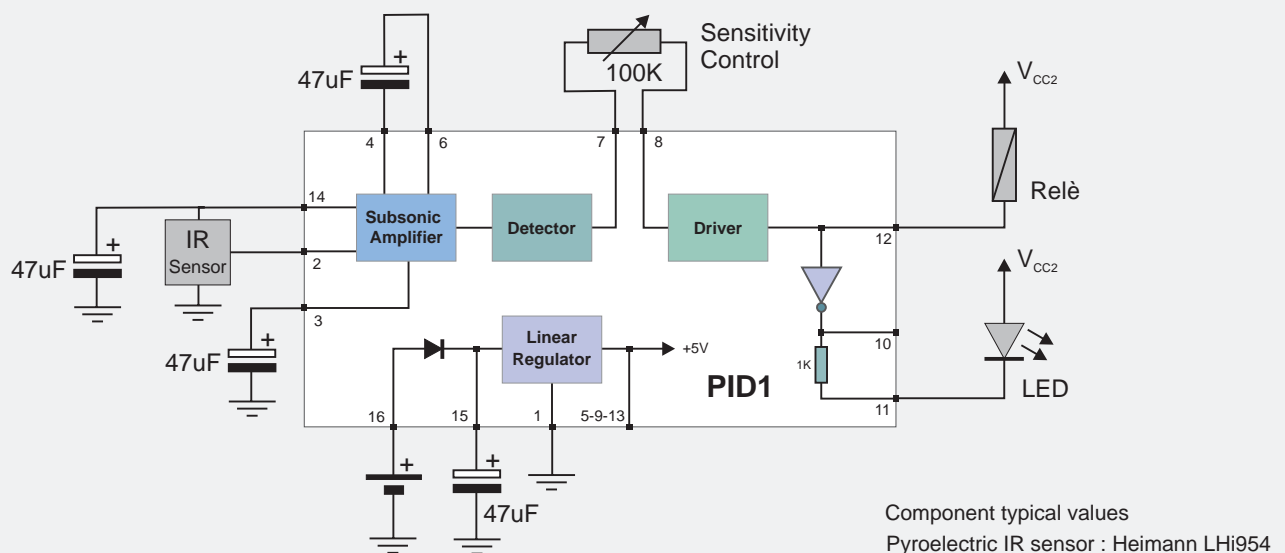 47uF
+
Sensitivity
Control
100K
VCC2
4
6
7
8
Relè
14
Subsonic
Amplifier
Detector
Driver
12
IR
Sensor
+
47uF
2
VCC2
3
+
47uF
Linear
Regulator
+5V
10
1K
PID1
LED
11
16
15
1
5-9-13
+
+
47uF
Component typical values
Pyroelectric IR sensor : Heimann LHi954